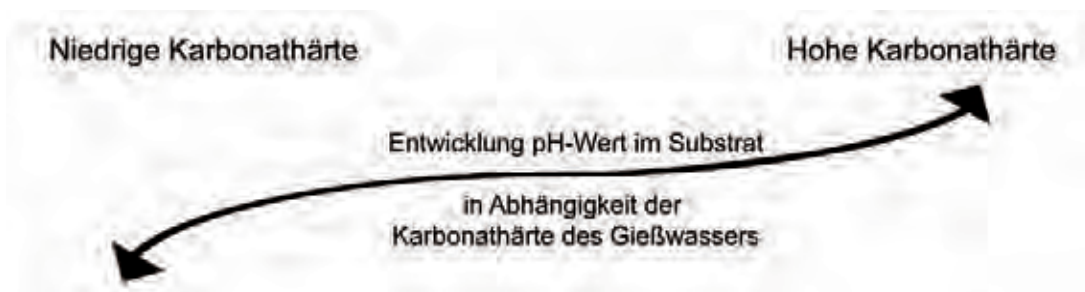 Niedrige Karbonathärte
Hohe Karbonathärte
Entwicklung pH-Wert im Substrat
in Abhängigkeit der
Karbonathärte des Gießwassers